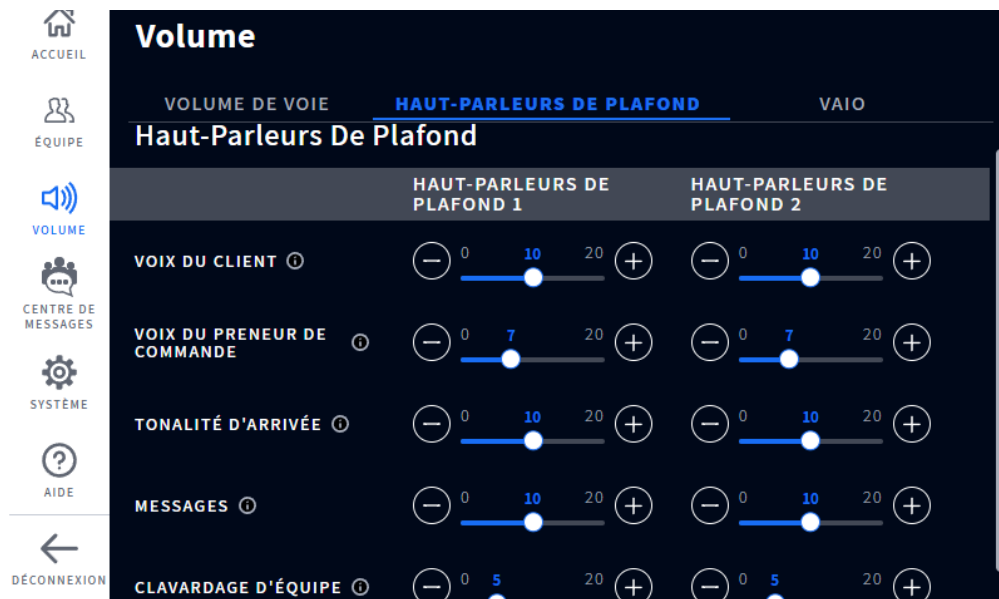 ACCUEIL
ÉQUIPE
VOLUME
CENTRE DE
MESSAGES
SYSTÈME
AIDE
DÉCONNEXION
Volume
VOLUME DE VOIE HAUT-PARLEURS DE PLAFOND VAIO
Haut-Parleurs De Plafond
HAUT-PARLEURS DE
PLAFOND 1
HAUT-PARLEURS DE
PLAFOND 2
VOIX DU CLIENT
0 10 20
0 10 20
VOIX DU PRENEUR DE
COMMANDE
0 7 20
0 7 20
TONALITÉ D'ARRIVÉE
0 10 20
0 10 20
MESSAGES
0 10 20
0 10 20
CLAVARDAGE D'ÉQUIPE
0 5 20
0 5 20